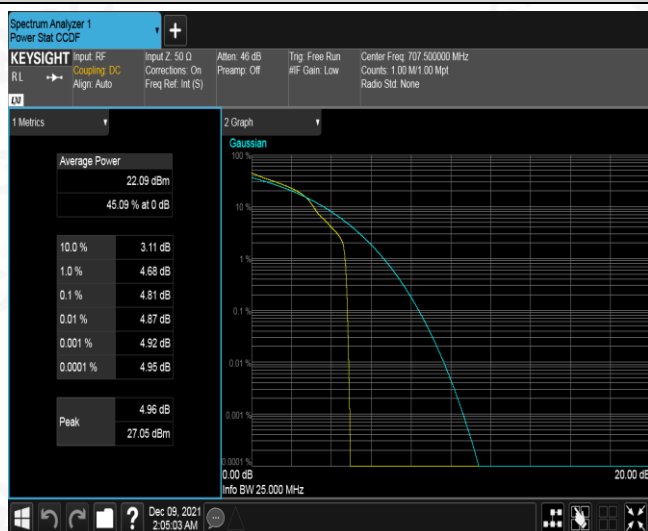 Spectrum Analyzer 1
Power Stat CCDF
+
KEYSIGHT
RL
LXI
Input: RF
Coupling: DC
Align: Auto
Input Z: 50 Ω
Corrections: On
Freq Ref: Int (S)
Atten: 46 dB
Preamp: Off
Trig: Free Run
#IF Gain: Low
Center Freq: 707.500000 MHz
Counts: 1.00 M/1.00 Mpt
Radio Std: None
1 Metrics
Average Power
22.09 dBm
45.09 % at 0 dB
10.0 % 3.11 dB
1.0 % 4.68 dB
0.1 % 4.81 dB
0.01 % 4.87 dB
0.001 % 4.92 dB
0.0001 % 4.95 dB
Peak
4.96 dB
27.05 dBm
2 Graph
Gaussian
100 %
10 %
1 %
0.1 %
0.01 %
0.001 %
0.0001 %
0.00 dB
20.00 dB
Info BW 25.000 MHz
?
Dec 09, 2021
2:05:03 AM